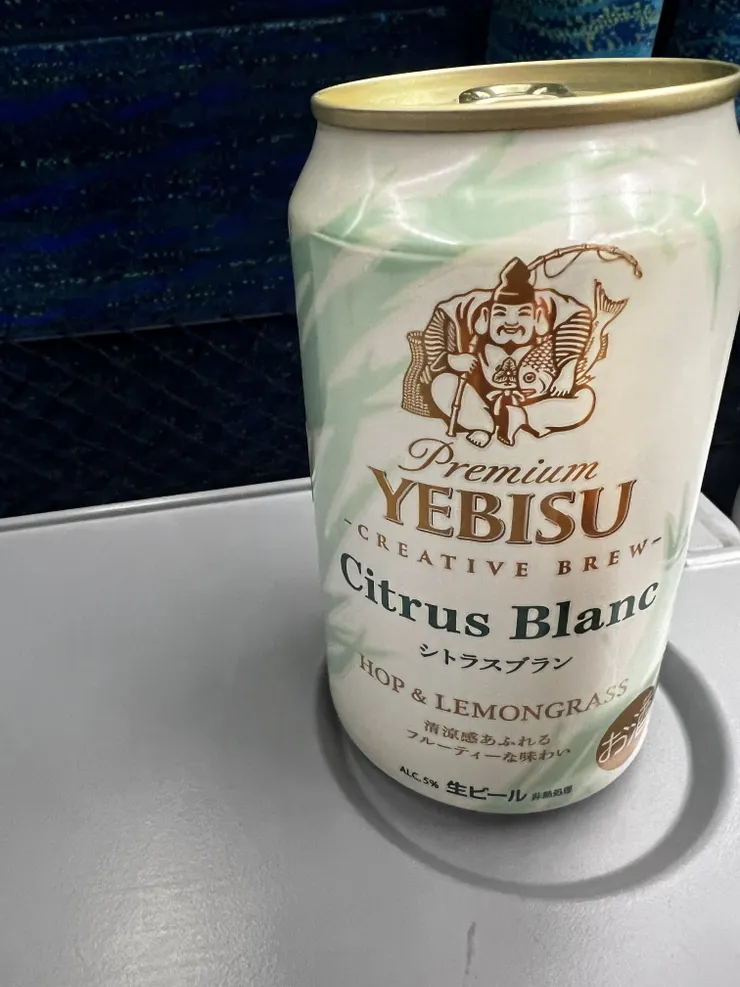 Premium
YEBISU
-CREATIVE BREW-
Citrus Blanc
シトラスブラン
HOP & LEMONGRASS
清涼感あふれる
フルーティーな味わい
お酒
ALC. 5% 生ビール 非熱処理